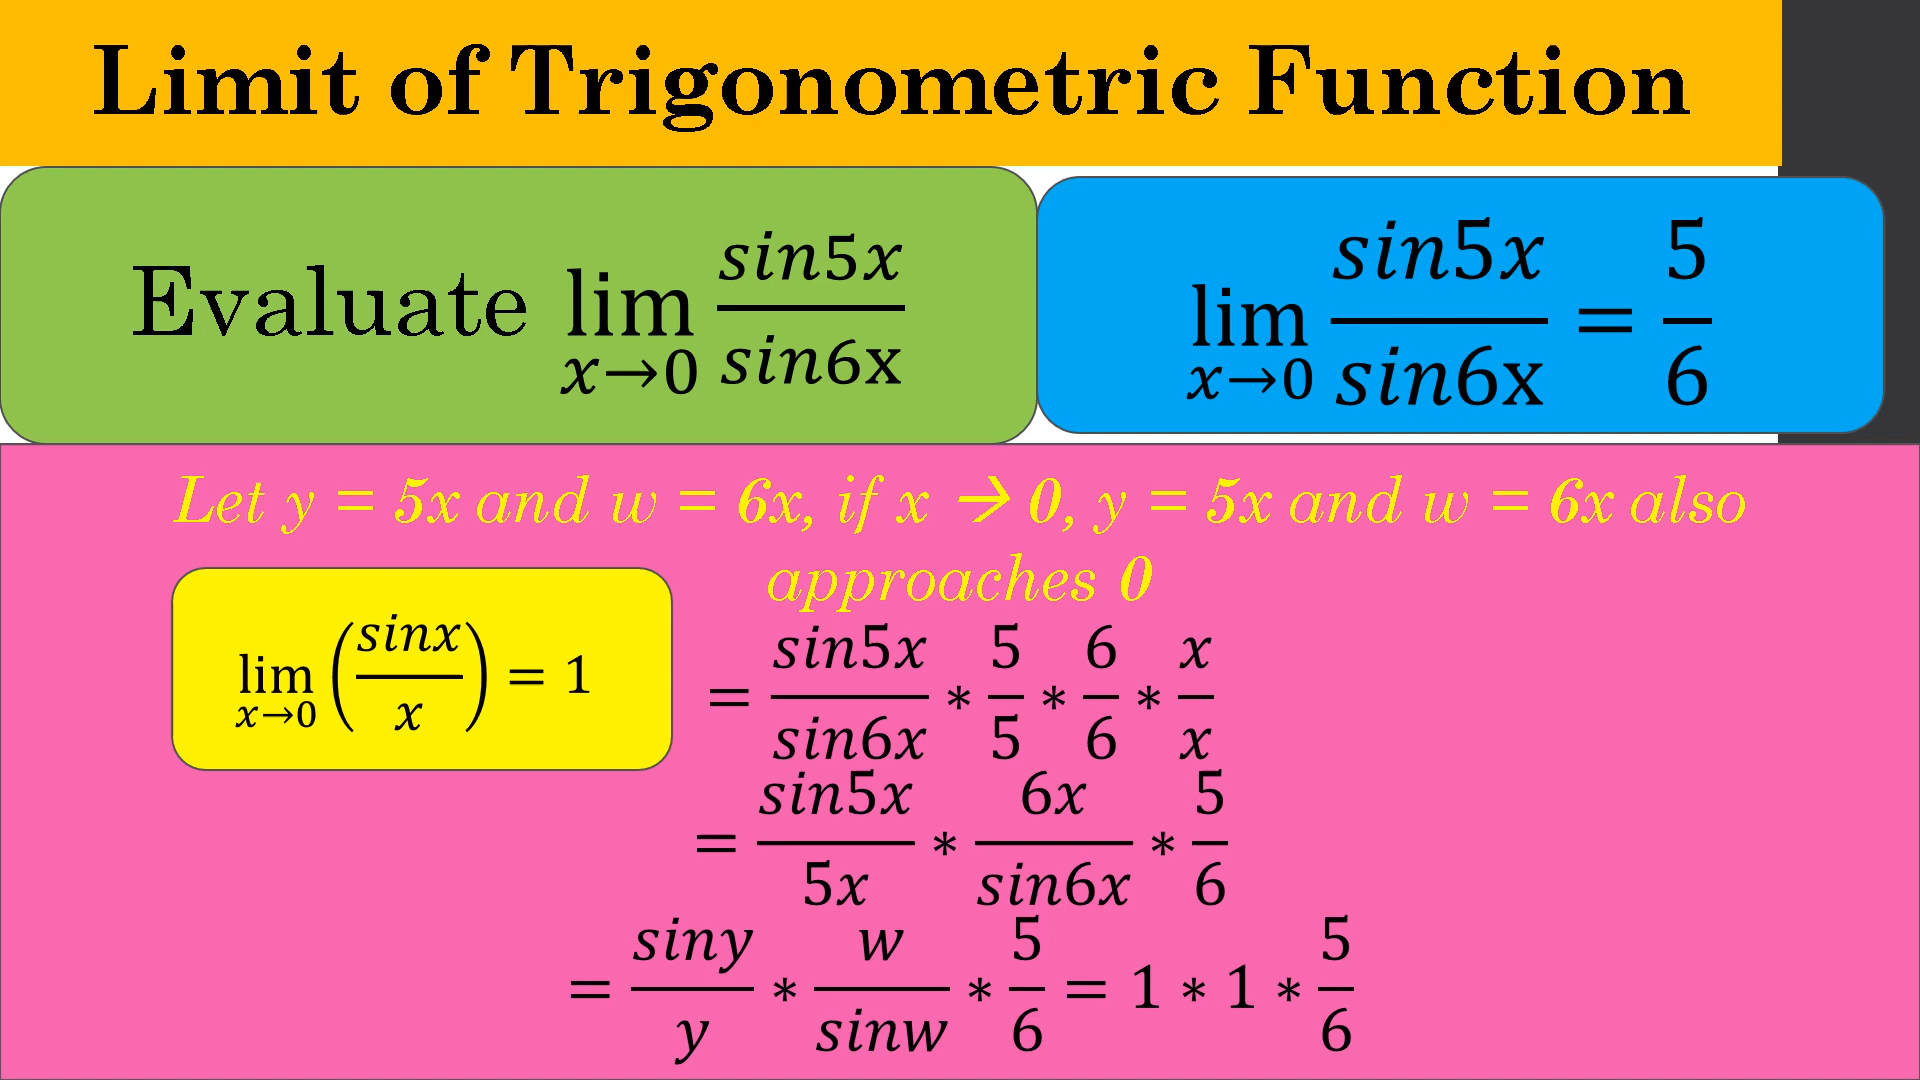 Limit of Trigonometric Function
Evaluate lim x→0 sin5x/sin6x
lim x→0 sin5x/sin6x = 5/6
Let y = 5x and w = 6x, if x → 0, y = 5x and w = 6x also
approaches 0
lim x→0 (sinx/x) = 1
= sin5x/sin6x * 5/5 * 6/6 * x/x
= sin5x/5x * 6x/sin6x * 5/6
= siny/y * w/sinw * 5/6 = 1 * 1 * 5/6